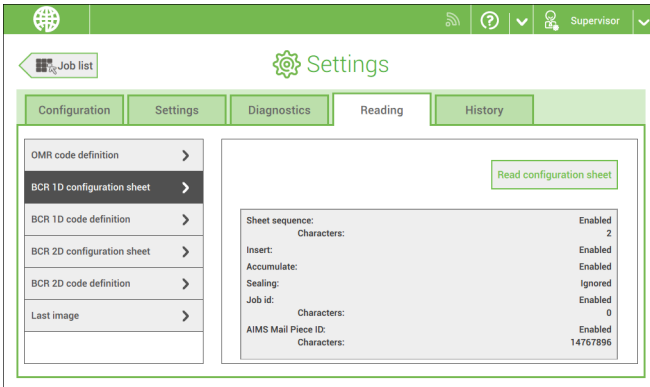 Supervisor
Job list
Settings
Configuration
Settings
Diagnostics
Reading
History
OMR code definition
BCR 1D configuration sheet
BCR 1D code definition
BCR 2D configuration sheet
BCR 2D code definition
Last image
Read configuration sheet
Sheet sequence: Enabled
Characters: 2
Insert: Enabled
Accumulate: Enabled
Sealing: Ignored
Job id: Enabled
Characters: 0
AIMS Mail Piece ID: Enabled
Characters: 14767896